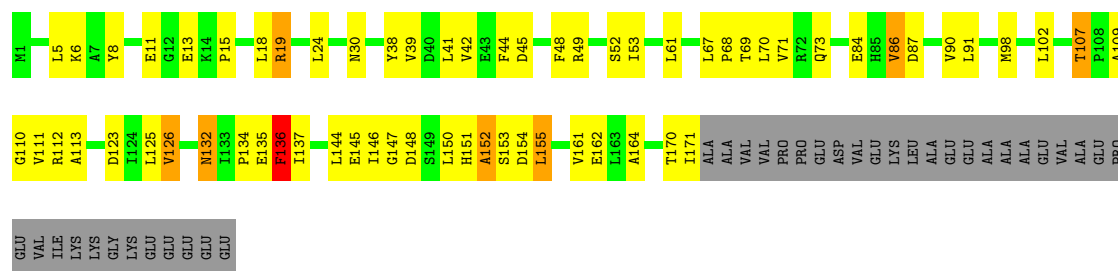 M1 L5 K6 A7 Y8 E11 G12 E13 K14 P15 L18 R19 L24 N30 Y38 V39 D40 L41 V42 E43 F44 D45 F48 R49 S52 I53 L61 L67 P68 T69 L70 V71 R72 Q73 E84 H85 V86 D87 V90 L91 M98 L102 T107 P108 A109
G110 V111 R112 A113 D123 I124 L125 V126 N132 I133 P134 E135 F136 I137 L144 E145 I146 G147 D148 S149 L150 H151 A152 S153 D154 L155 V161 E162 L163 A164 T170 I171 ALA ALA VAL VAL PRO PRO GLU ASP VAL GLU LYS LEU ALA GLU GLU ALA ALA ALA GLU VAL ALA GLU PRO
GLU VAL ILE LYS LYS GLY LYS GLU GLU GLU GLU GLU